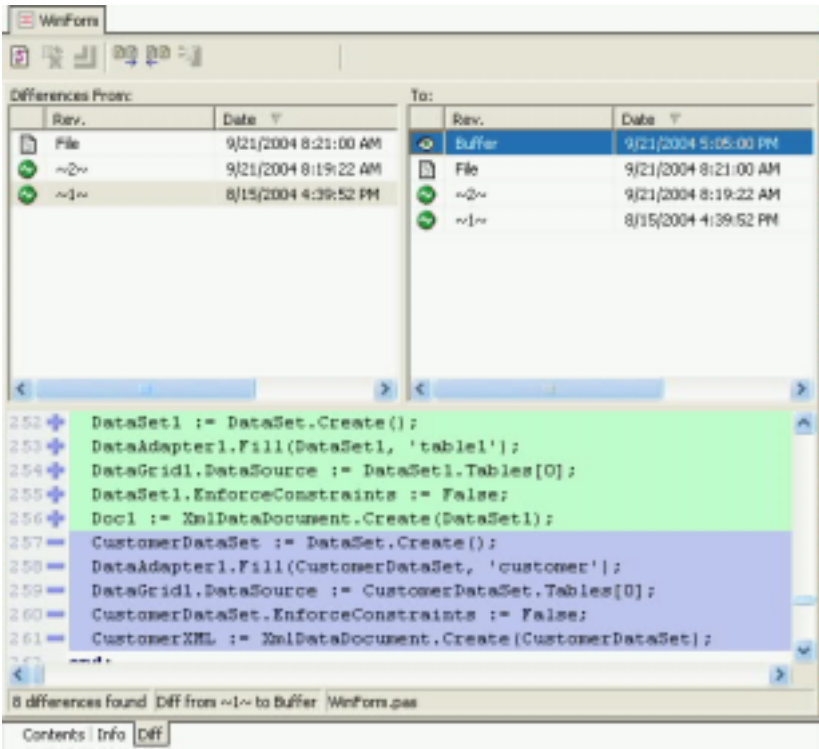 WinForm
Differences From:
Rev. Date
File 9/21/2004 8:21:00 AM
~2~ 9/21/2004 8:19:22 AM
~1~ 8/15/2004 4:39:52 PM
To:
Rev. Date
Buffer 9/21/2004 5:05:00 PM
File 9/21/2004 8:21:00 AM
~2~ 9/21/2004 8:19:22 AM
~1~ 8/15/2004 4:39:52 PM
252 DataSet1 := DataSet.Create();
253 DataAdapter1.Fill(DataSet1, 'table1');
254 DataGrid1.DataSource := DataSet1.Tables[0];
255 DataSet1.EnforceConstraints := False;
256 Doc1 := XmlDataDocument.Create(DataSet1);
257 CustomerDataSet := DataSet.Create();
258 DataAdapter1.Fill(CustomerDataSet, 'customer');
259 DataGrid1.DataSource := CustomerDataSet.Tables[0];
260 CustomerDataSet.EnforceConstraints := False;
261 CustomerXML := XmlDataDocument.Create(CustomerDataSet);
8 differences found Diff from ~1~ to Buffer WinForm.pas
Contents Info Diff